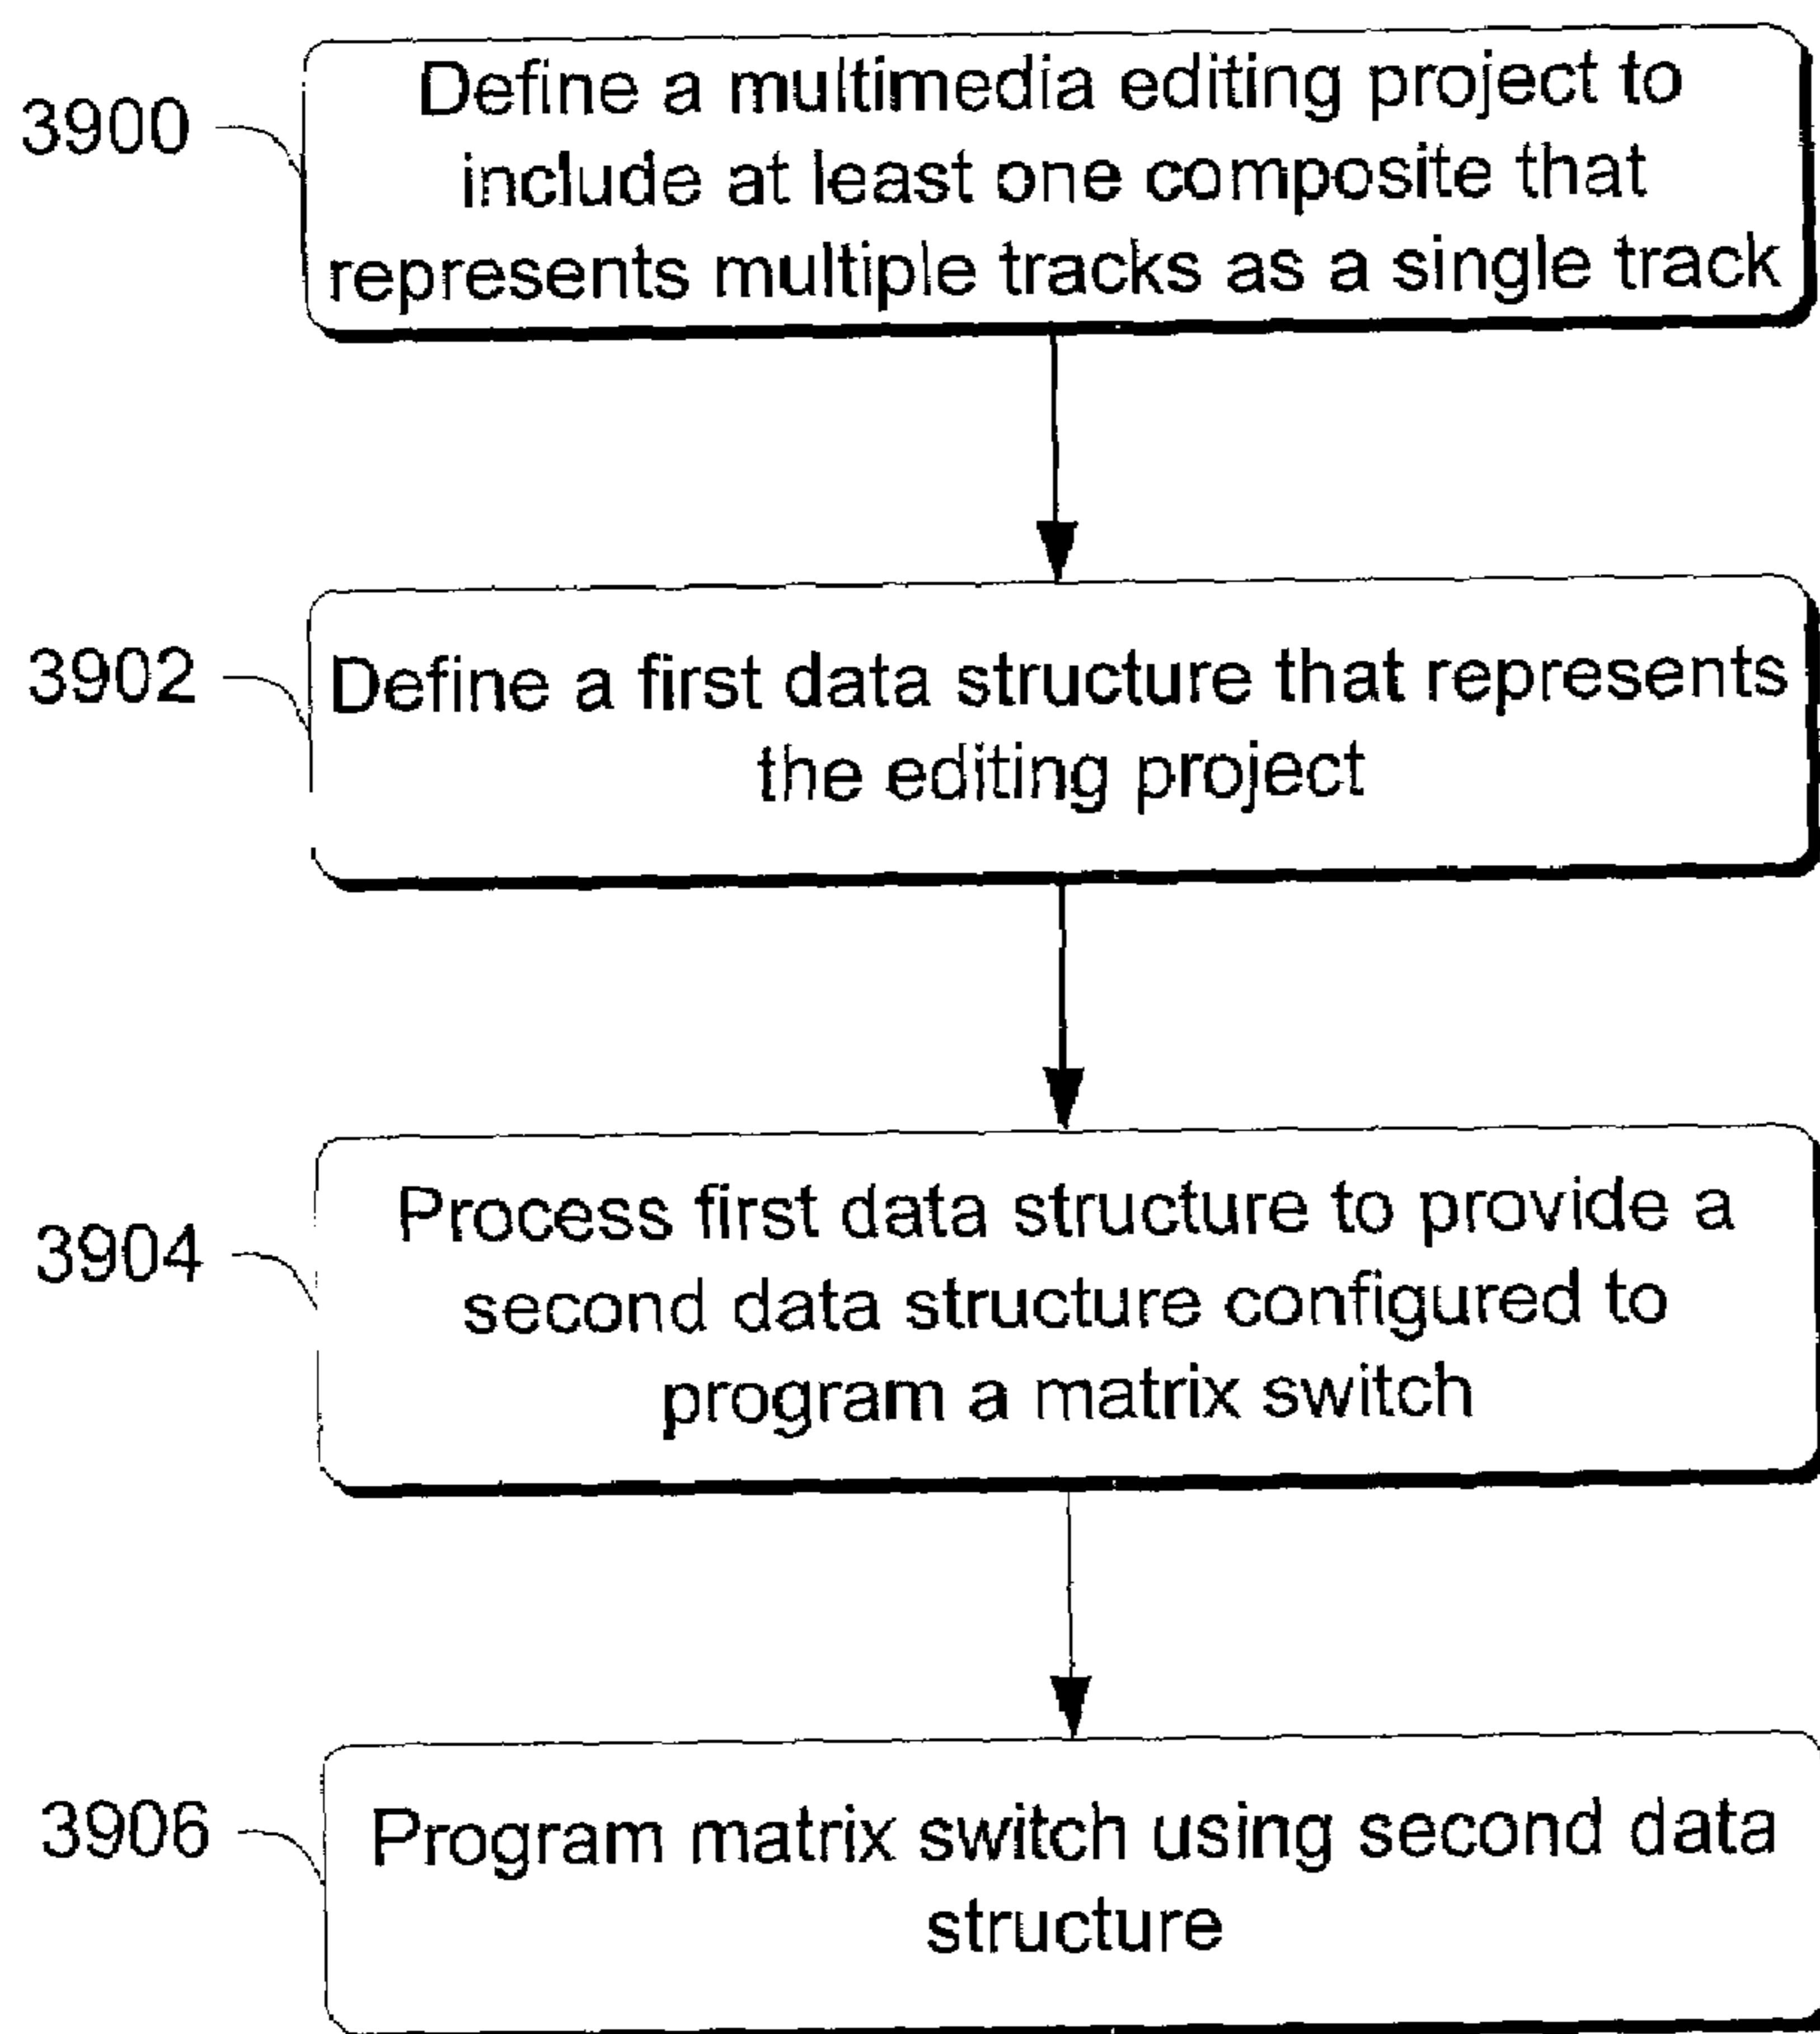 3900
Define a multimedia editing project to
include at least one composite that
represents multiple tracks as a single track
3902
Define a first data structure that represents
the editing project
3904
Process first data structure to provide a
second data structure configured to
program a matrix switch
3906
Program matrix switch using second data
structure